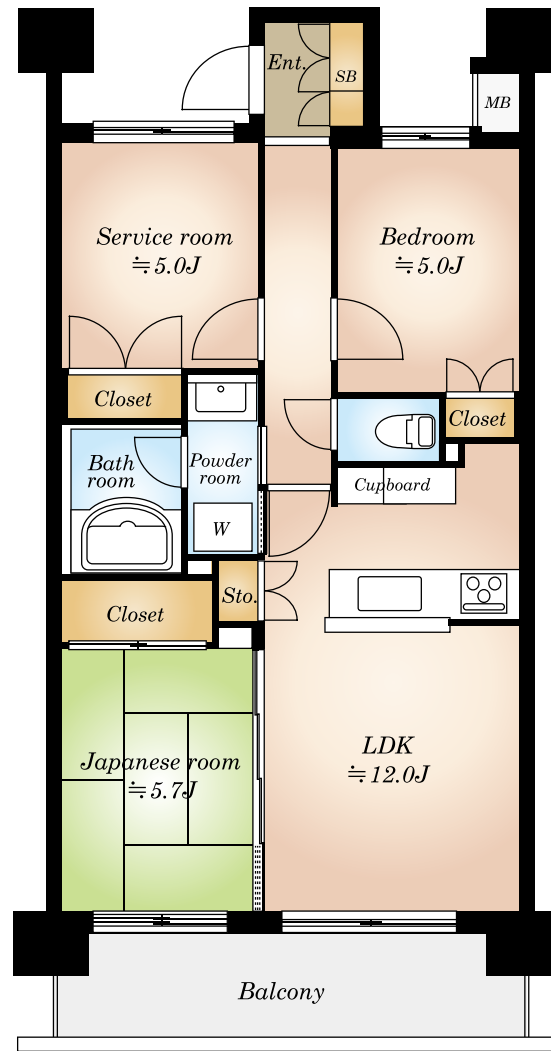 Ent.
SB
MB
Service room
≒5.0J
Bedroom
≒5.0J
Closet
Closet
Bath
room
Powder
room
Cupboard
W
Closet
Sto.
Japanese room
≒5.7J
LDK
≒12.0J
Balcony